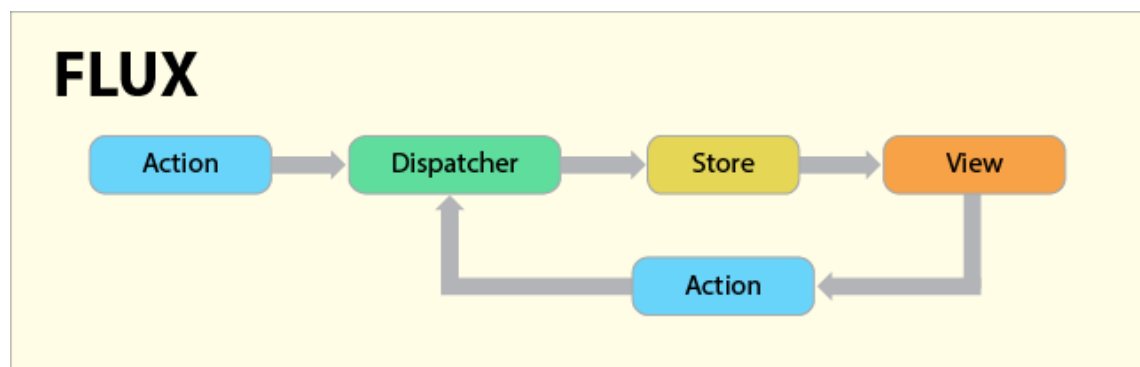 FLUX
Action
Dispatcher
Store
View
Action